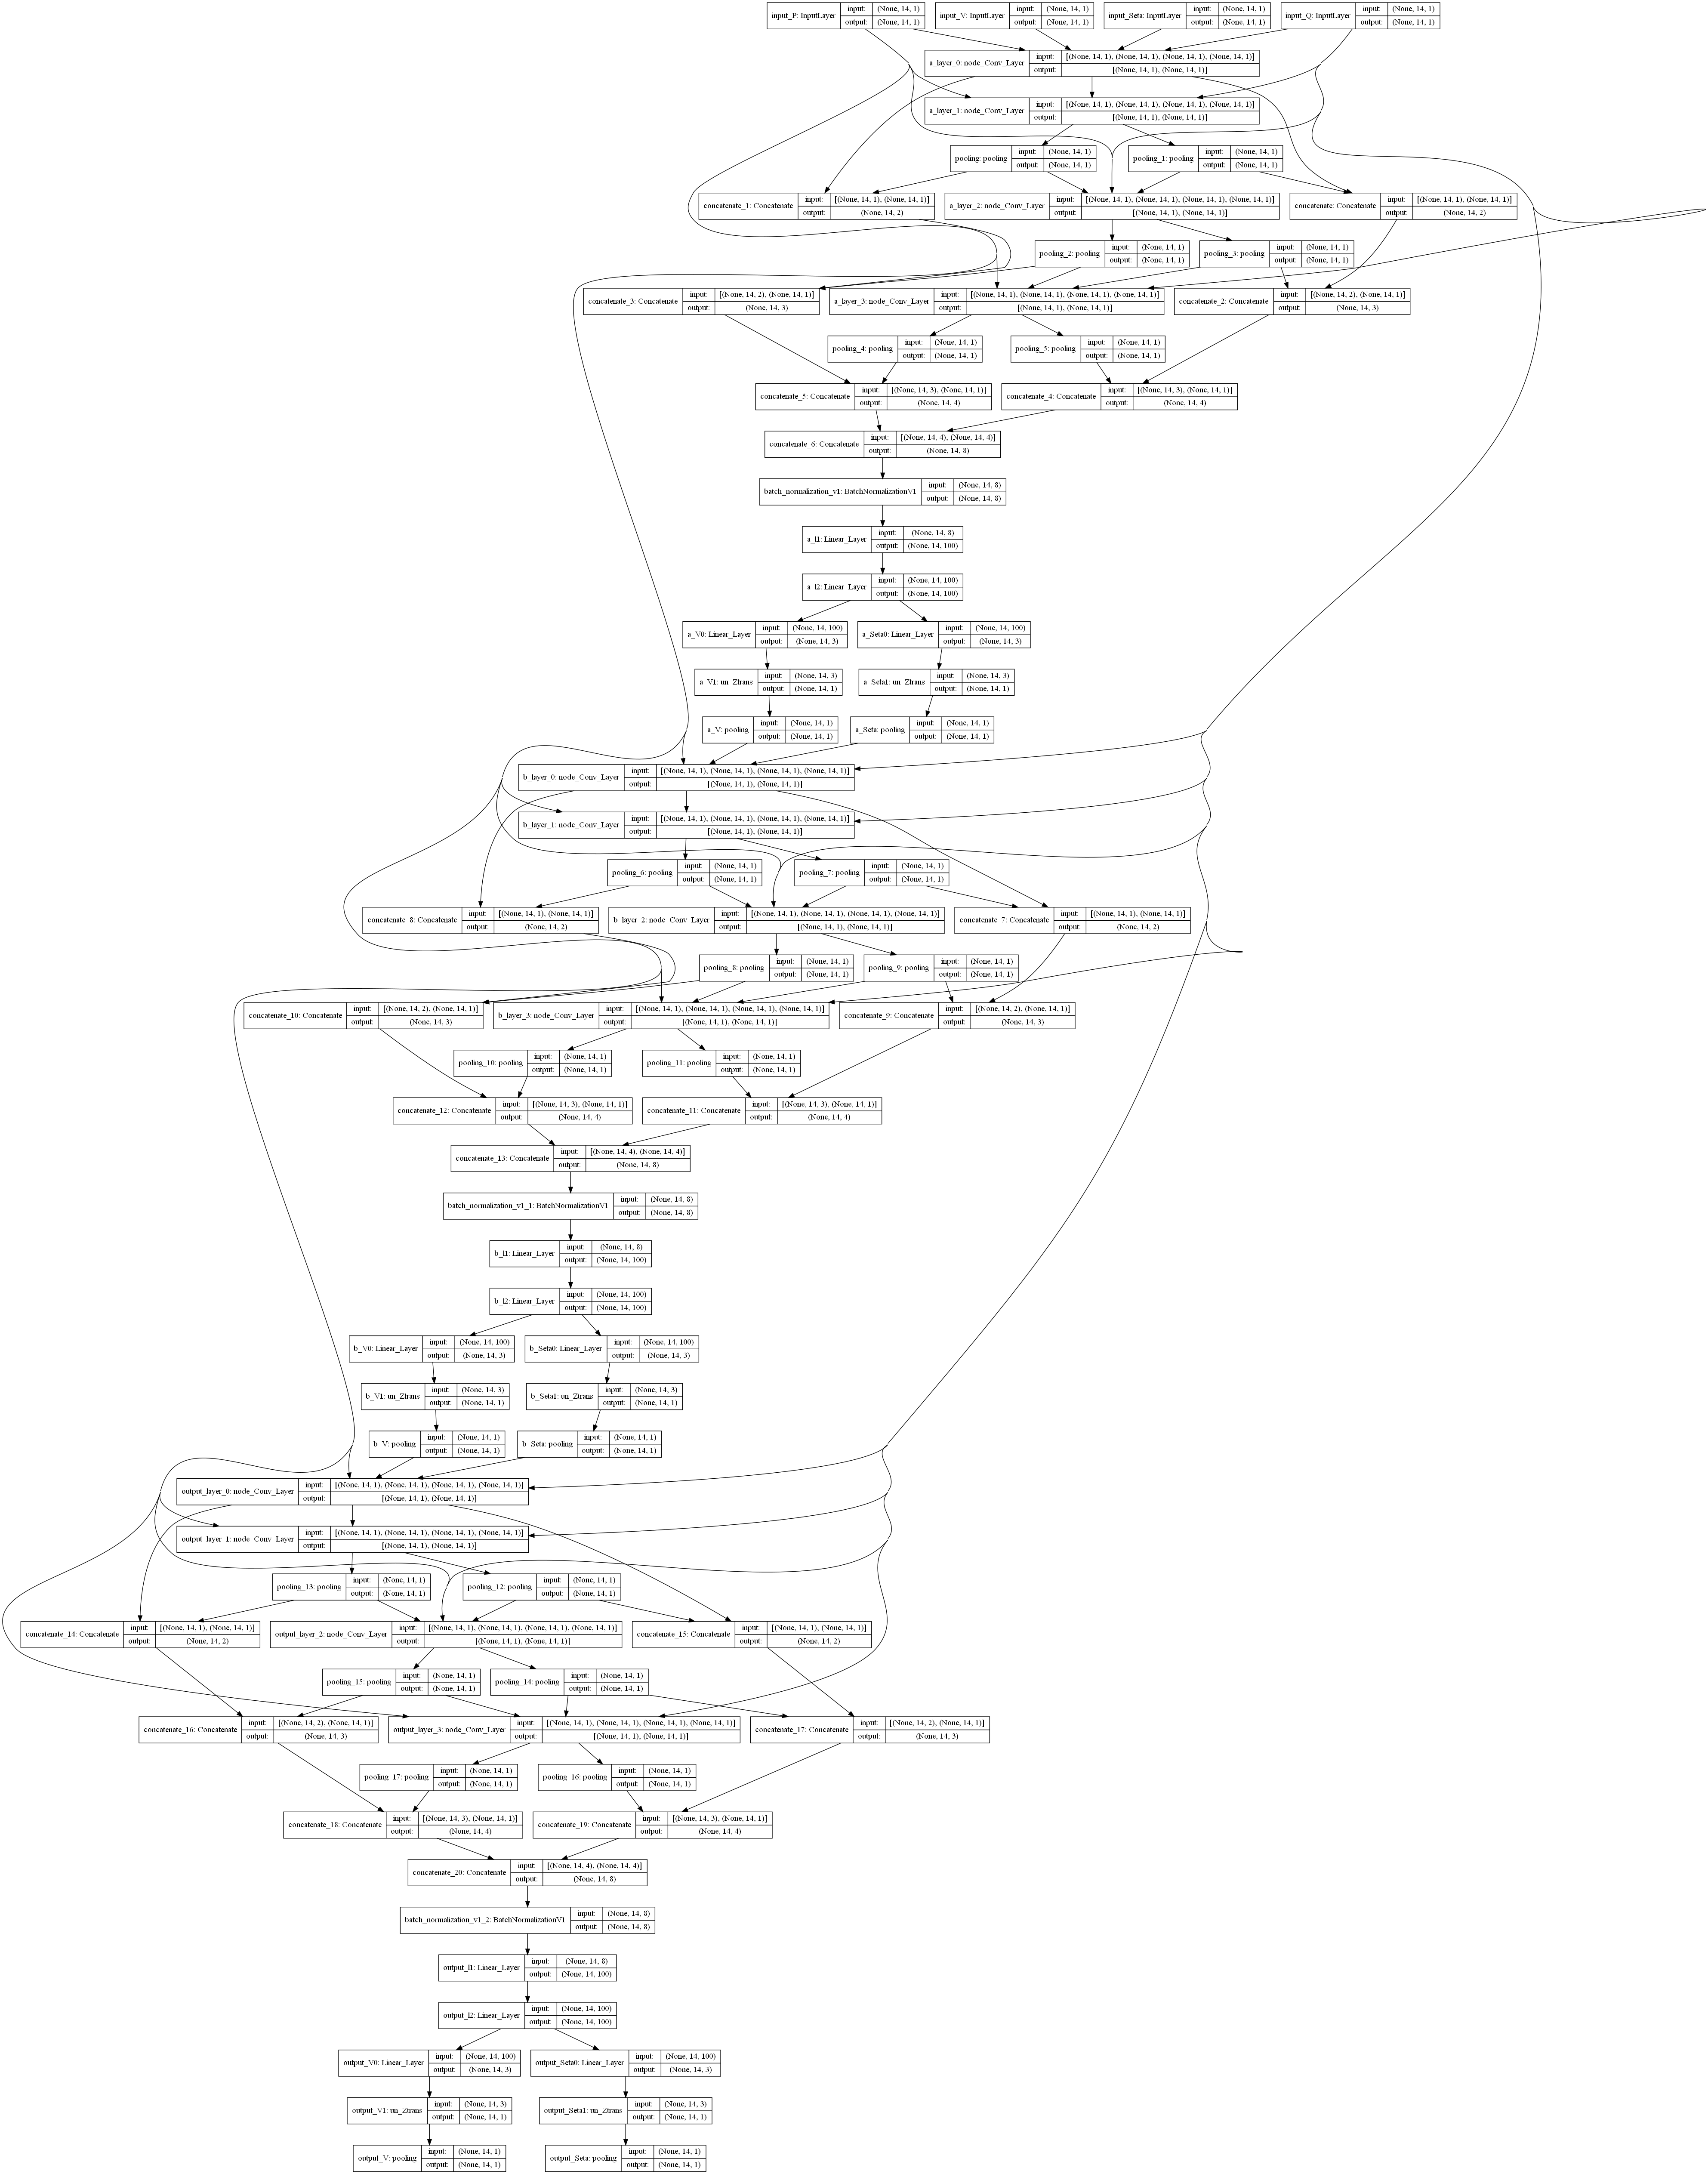 input_P: InputLayer
input: (None, 14, 1)
output: (None, 14, 1)
input_V: InputLayer
input: (None, 14, 1)
output: (None, 14, 1)
input_Seta: InputLayer
input: (None, 14, 1)
output: (None, 14, 1)
input_Q: InputLayer
input: (None, 14, 1)
output: (None, 14, 1)
a_layer_0: node_Conv_Layer
input: [(None, 14, 1), (None, 14, 1), (None, 14, 1), (None, 14, 1)]
output: [(None, 14, 1), (None, 14, 1)]
a_layer_1: node_Conv_Layer
input: [(None, 14, 1), (None, 14, 1), (None, 14, 1), (None, 14, 1)]
output: [(None, 14, 1), (None, 14, 1)]
pooling: pooling
input: (None, 14, 1)
output: (None, 14, 1)
pooling_1: pooling
input: (None, 14, 1)
output: (None, 14, 1)
concatenate_1: Concatenate
input: [(None, 14, 1), (None, 14, 1)]
output: (None, 14, 2)
a_layer_2: node_Conv_Layer
input: [(None, 14, 1), (None, 14, 1), (None, 14, 1), (None, 14, 1)]
output: [(None, 14, 1), (None, 14, 1)]
concatenate: Concatenate
input: [(None, 14, 1), (None, 14, 1)]
output: (None, 14, 2)
pooling_2: pooling
input: (None, 14, 1)
output: (None, 14, 1)
pooling_3: pooling
input: (None, 14, 1)
output: (None, 14, 1)
concatenate_3: Concatenate
input: [(None, 14, 2), (None, 14, 1)]
output: (None, 14, 3)
a_layer_3: node_Conv_Layer
input: [(None, 14, 1), (None, 14, 1), (None, 14, 1), (None, 14, 1)]
output: [(None, 14, 1), (None, 14, 1)]
concatenate_2: Concatenate
input: [(None, 14, 2), (None, 14, 1)]
output: (None, 14, 3)
pooling_4: pooling
input: (None, 14, 1)
output: (None, 14, 1)
pooling_5: pooling
input: (None, 14, 1)
output: (None, 14, 1)
concatenate_5: Concatenate
input: [(None, 14, 3), (None, 14, 1)]
output: (None, 14, 4)
concatenate_4: Concatenate
input: [(None, 14, 3), (None, 14, 1)]
output: (None, 14, 4)
concatenate_6: Concatenate
input: [(None, 14, 4), (None, 14, 4)]
output: (None, 14, 8)
batch_normalization_v1: BatchNormalizationV1
input: (None, 14, 8)
output: (None, 14, 8)
a_l1: Linear_Layer
input: (None, 14, 8)
output: (None, 14, 100)
a_l2: Linear_Layer
input: (None, 14, 100)
output: (None, 14, 100)
a_V0: Linear_Layer
input: (None, 14, 100)
output: (None, 14, 3)
a_Seta0: Linear_Layer
input: (None, 14, 100)
output: (None, 14, 3)
a_V1: un_Ztrans
input: (None, 14, 3)
output: (None, 14, 1)
a_Seta1: un_Ztrans
input: (None, 14, 3)
output: (None, 14, 1)
a_V: pooling
input: (None, 14, 1)
output: (None, 14, 1)
a_Seta: pooling
input: (None, 14, 1)
output: (None, 14, 1)
b_layer_0: node_Conv_Layer
input: [(None, 14, 1), (None, 14, 1), (None, 14, 1), (None, 14, 1)]
output: [(None, 14, 1), (None, 14, 1)]
b_layer_1: node_Conv_Layer
input: [(None, 14, 1), (None, 14, 1), (None, 14, 1), (None, 14, 1)]
output: [(None, 14, 1), (None, 14, 1)]
pooling_6: pooling
input: (None, 14, 1)
output: (None, 14, 1)
pooling_7: pooling
input: (None, 14, 1)
output: (None, 14, 1)
concatenate_8: Concatenate
input: [(None, 14, 1), (None, 14, 1)]
output: (None, 14, 2)
b_layer_2: node_Conv_Layer
input: [(None, 14, 1), (None, 14, 1), (None, 14, 1), (None, 14, 1)]
output: [(None, 14, 1), (None, 14, 1)]
concatenate_7: Concatenate
input: [(None, 14, 1), (None, 14, 1)]
output: (None, 14, 2)
pooling_8: pooling
input: (None, 14, 1)
output: (None, 14, 1)
pooling_9: pooling
input: (None, 14, 1)
output: (None, 14, 1)
concatenate_10: Concatenate
input: [(None, 14, 2), (None, 14, 1)]
output: (None, 14, 3)
b_layer_3: node_Conv_Layer
input: [(None, 14, 1), (None, 14, 1), (None, 14, 1), (None, 14, 1)]
output: [(None, 14, 1), (None, 14, 1)]
concatenate_9: Concatenate
input: [(None, 14, 2), (None, 14, 1)]
output: (None, 14, 3)
pooling_10: pooling
input: (None, 14, 1)
output: (None, 14, 1)
pooling_11: pooling
input: (None, 14, 1)
output: (None, 14, 1)
concatenate_12: Concatenate
input: [(None, 14, 3), (None, 14, 1)]
output: (None, 14, 4)
concatenate_11: Concatenate
input: [(None, 14, 3), (None, 14, 1)]
output: (None, 14, 4)
concatenate_13: Concatenate
input: [(None, 14, 4), (None, 14, 4)]
output: (None, 14, 8)
batch_normalization_v1_1: BatchNormalizationV1
input: (None, 14, 8)
output: (None, 14, 8)
b_l1: Linear_Layer
input: (None, 14, 8)
output: (None, 14, 100)
b_l2: Linear_Layer
input: (None, 14, 100)
output: (None, 14, 100)
b_V0: Linear_Layer
input: (None, 14, 100)
output: (None, 14, 3)
b_Seta0: Linear_Layer
input: (None, 14, 100)
output: (None, 14, 3)
b_V1: un_Ztrans
input: (None, 14, 3)
output: (None, 14, 1)
b_Seta1: un_Ztrans
input: (None, 14, 3)
output: (None, 14, 1)
b_V: pooling
input: (None, 14, 1)
output: (None, 14, 1)
b_Seta: pooling
input: (None, 14, 1)
output: (None, 14, 1)
output_layer_0: node_Conv_Layer
input: [(None, 14, 1), (None, 14, 1), (None, 14, 1), (None, 14, 1)]
output: [(None, 14, 1), (None, 14, 1)]
output_layer_1: node_Conv_Layer
input: [(None, 14, 1), (None, 14, 1), (None, 14, 1), (None, 14, 1)]
output: [(None, 14, 1), (None, 14, 1)]
pooling_13: pooling
input: (None, 14, 1)
output: (None, 14, 1)
pooling_12: pooling
input: (None, 14, 1)
output: (None, 14, 1)
concatenate_14: Concatenate
input: [(None, 14, 1), (None, 14, 1)]
output: (None, 14, 2)
output_layer_2: node_Conv_Layer
input: [(None, 14, 1), (None, 14, 1), (None, 14, 1), (None, 14, 1)]
output: [(None, 14, 1), (None, 14, 1)]
concatenate_15: Concatenate
input: [(None, 14, 1), (None, 14, 1)]
output: (None, 14, 2)
pooling_15: pooling
input: (None, 14, 1)
output: (None, 14, 1)
pooling_14: pooling
input: (None, 14, 1)
output: (None, 14, 1)
concatenate_16: Concatenate
input: [(None, 14, 2), (None, 14, 1)]
output: (None, 14, 3)
output_layer_3: node_Conv_Layer
input: [(None, 14, 1), (None, 14, 1), (None, 14, 1), (None, 14, 1)]
output: [(None, 14, 1), (None, 14, 1)]
concatenate_17: Concatenate
input: [(None, 14, 2), (None, 14, 1)]
output: (None, 14, 3)
pooling_17: pooling
input: (None, 14, 1)
output: (None, 14, 1)
pooling_16: pooling
input: (None, 14, 1)
output: (None, 14, 1)
concatenate_18: Concatenate
input: [(None, 14, 3), (None, 14, 1)]
output: (None, 14, 4)
concatenate_19: Concatenate
input: [(None, 14, 3), (None, 14, 1)]
output: (None, 14, 4)
concatenate_20: Concatenate
input: [(None, 14, 4), (None, 14, 4)]
output: (None, 14, 8)
batch_normalization_v1_2: BatchNormalizationV1
input: (None, 14, 8)
output: (None, 14, 8)
output_l1: Linear_Layer
input: (None, 14, 8)
output: (None, 14, 100)
output_l2: Linear_Layer
input: (None, 14, 100)
output: (None, 14, 100)
output_V0: Linear_Layer
input: (None, 14, 100)
output: (None, 14, 3)
output_Seta0: Linear_Layer
input: (None, 14, 100)
output: (None, 14, 3)
output_V1: un_Ztrans
input: (None, 14, 3)
output: (None, 14, 1)
output_Seta1: un_Ztrans
input: (None, 14, 3)
output: (None, 14, 1)
output_V: pooling
input: (None, 14, 1)
output: (None, 14, 1)
output_Seta: pooling
input: (None, 14, 1)
output: (None, 14, 1)